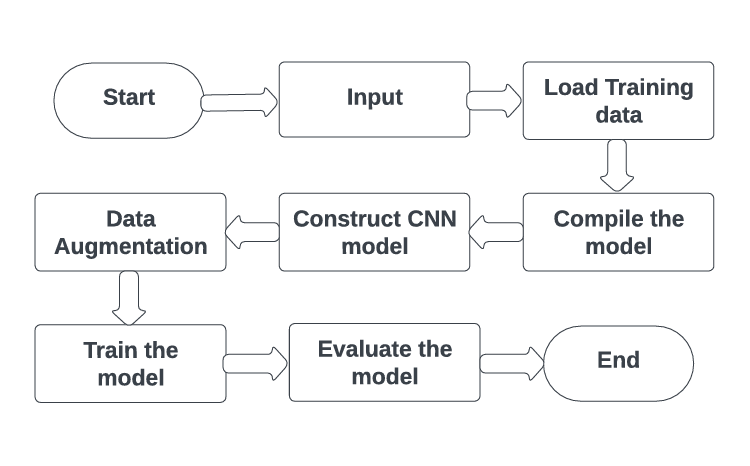 Start
Input
Load Training
data
Compile the
model
Construct CNN
model
Data
Augmentation
Train the
model
Evaluate the
model
End